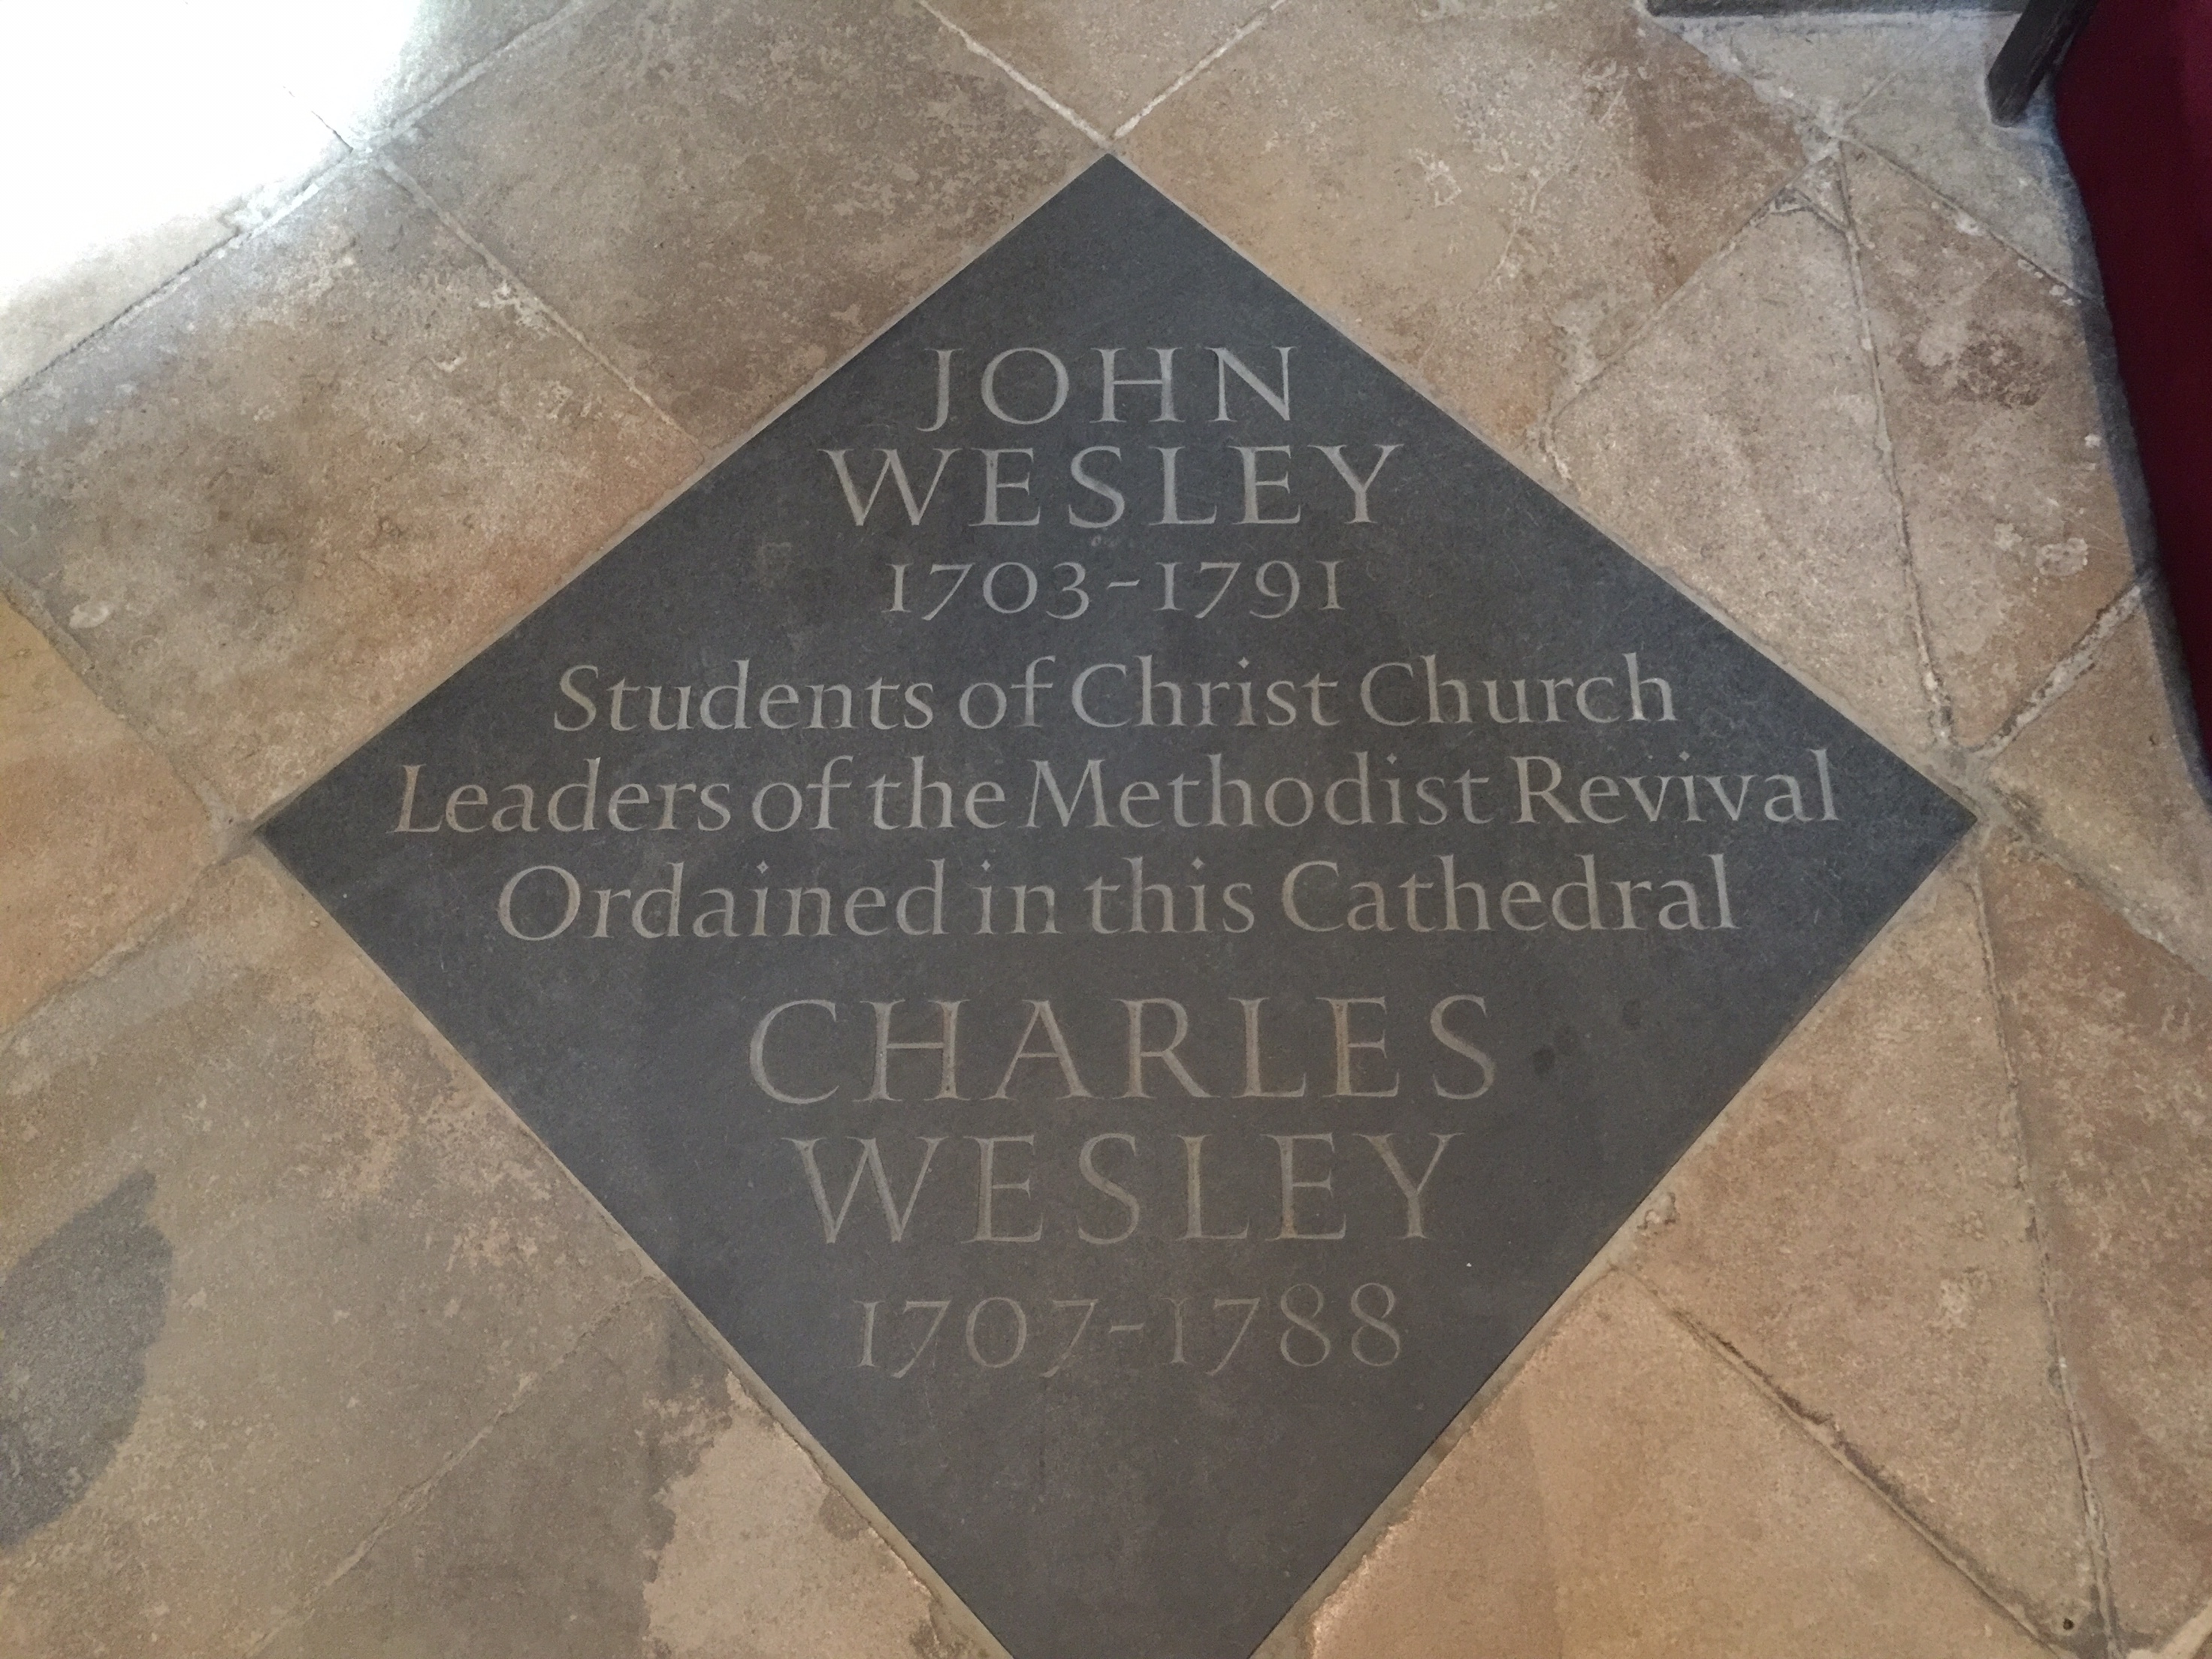 JOHN
WESLEY
1703-1791
Students of Christ Church
Leaders of the Methodist Revival
Ordained in this Cathedral
CHARLES
WESLEY
1707-1788